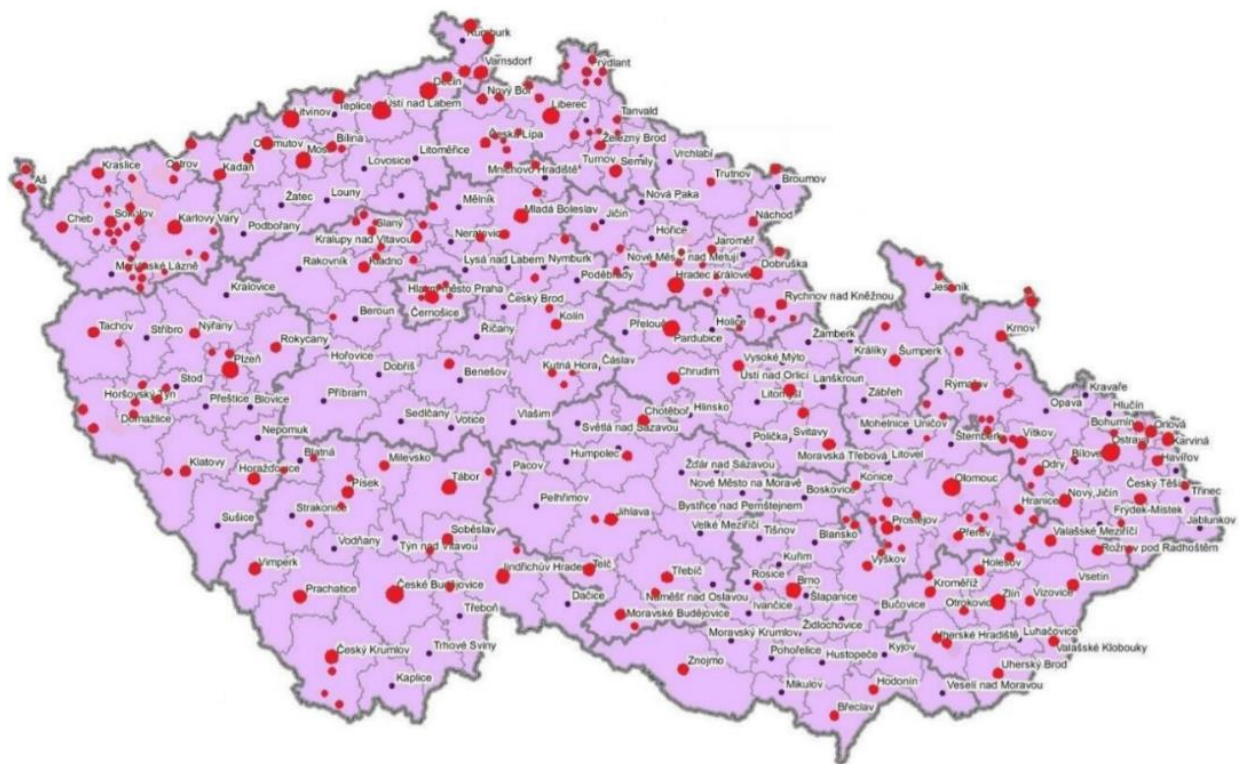 Rumburk
Varnsdorf
Frýdlant
Děčín
Nový Bor
Liberec
Tanvald
Litvínov
Teplice
Ústí nad Labem
Chomutov
Most
Bílina
Litoměřice
Česká Lípa
Železný Brod
Kraslice
Ostrov
Kadaň
Lovosice
Mnichovo Hradiště
Turnov
Semily
Vrchlabí
Trutnov
Broumov
Aš
Žatec
Louny
Mělník
Mladá Boleslav
Jičín
Nová Paka
Náchod
Cheb
Sokolov
Karlovy Vary
Podbořany
Slaný
Kralupy nad Vltavou
Neratovice
Hořice
Jaroměř
Mariánské Lázně
Rakovník
Kladno
Lysá nad Labem
Nymburk
Poděbrady
Nové Město nad Metují
Hradec Králové
Dobruška
Kralovice
Hlavní město Praha
Český Brod
Rychnov nad Kněžnou
Jeseník
Tachov
Stříbro
Nýřany
Rokycany
Beroun
Černošice
Říčany
Kolín
Přelouč
Pardubice
Holice
Žamberk
Králíky
Šumperk
Krnov
Plzeň
Hořovice
Dobříš
Benešov
Kutná Hora
Čáslav
Chrudim
Vysoké Mýto
Ústí nad Orlicí
Lanškroun
Zábřeh
Rýmařov
Horšovský Týn
Stod
Přeštice
Blovice
Příbram
Sedlčany
Votice
Vlašim
Chotěboř
Hlinsko
Litomyšl
Opava
Kravaře
Hlučín
Domažlice
Nepomuk
Světlá nad Sázavou
Polička
Svitavy
Mohelnice
Uničov
Šternberk
Vítkov
Bohumín
Orlová
Ostrava
Karviná
Bílovec
Havířov
Klatovy
Horažďovice
Blatná
Milevsko
Tábor
Pacov
Humpolec
Žďár nad Sázavou
Moravská Třebová
Litovel
Konice
Olomouc
Odry
Český Těšín
Třinec
Sušice
Strakonice
Písek
Pelhřimov
Nové Město na Moravě
Bystřice nad Pernštejnem
Boskovice
Hranice
Nový Jičín
Frýdek-Místek
Jablunkov
Vodňany
Týn nad Vltavou
Soběslav
Jihlava
Velké Meziříčí
Tišnov
Blansko
Prostějov
Přerov
Valašské Meziříčí
Rožnov pod Radhoštěm
Vimperk
Prachatice
České Budějovice
Jindřichův Hradec
Telč
Třebíč
Kuřim
Rosice
Brno
Šlapanice
Vyškov
Kroměříž
Holešov
Vsetín
Třeboň
Dačice
Náměšť nad Oslavou
Moravské Budějovice
Ivančice
Židlochovice
Bučovice
Otrokovice
Zlín
Vizovice
Český Krumlov
Trhové Sviny
Kaplice
Znojmo
Moravský Krumlov
Pohořelice
Hustopeče
Kyjov
Uherské Hradiště
Luhačovice
Valašské Klobouky
Uherský Brod
Mikulov
Hodonín
Veselí nad Moravou
Břeclav